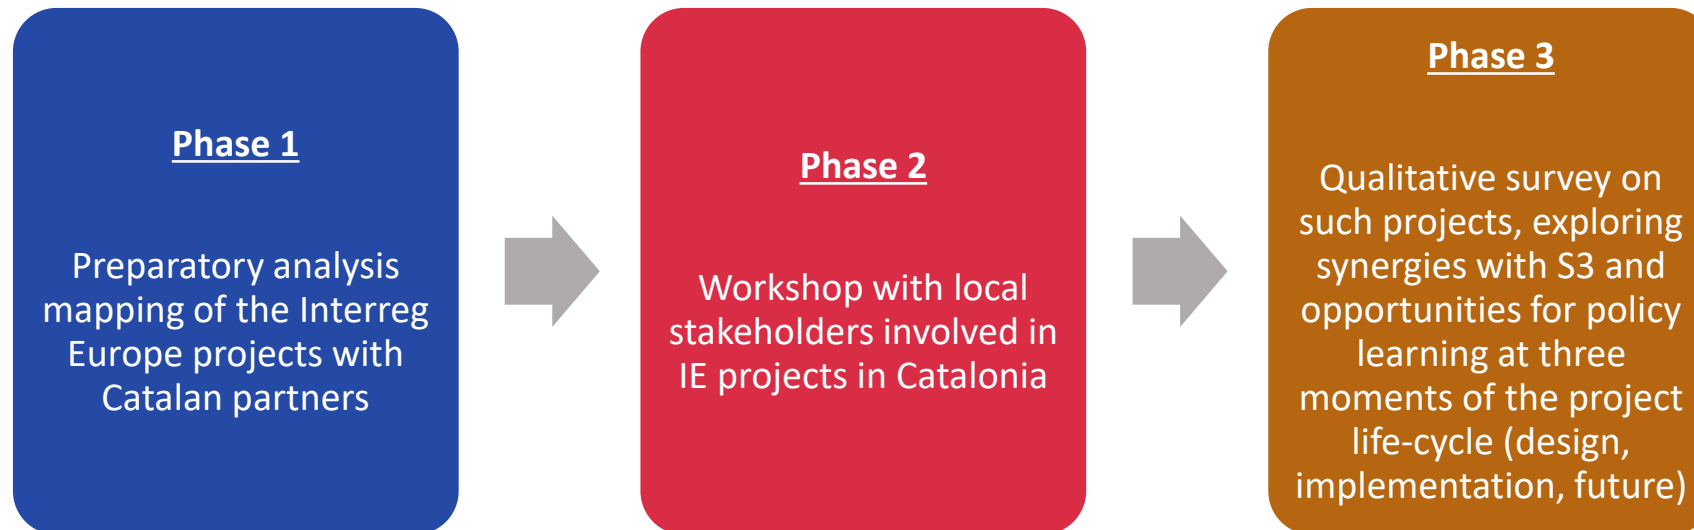 Phase 1
Preparatory analysis
mapping of the Interreg
Europe projects with
Catalan partners
Phase 2
Workshop with local
stakeholders involved in
IE projects in Catalonia
Phase 3
Qualitative survey on
such projects, exploring
synergies with S3 and
opportunities for policy
learning at three
moments of the project
life-cycle (design,
implementation, future)